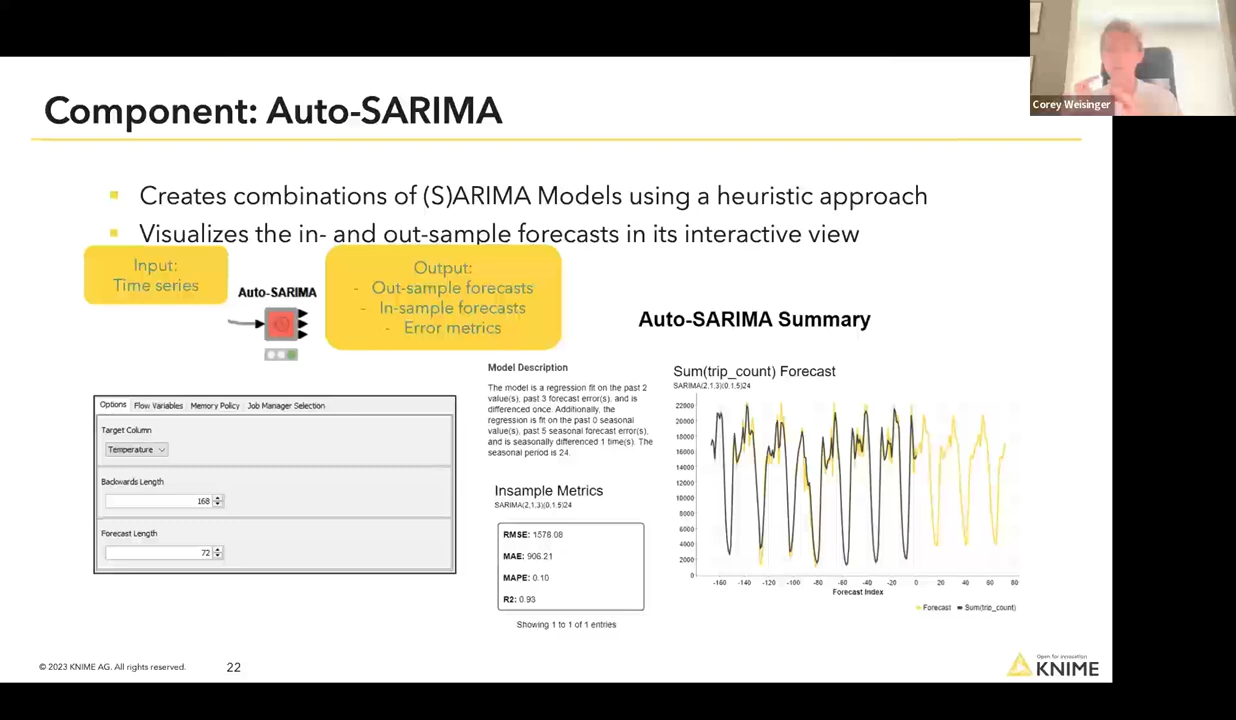 Corey Weisinger
Component: Auto-SARIMA
Creates combinations of (S)ARIMA Models using a heuristic approach
Visualizes the in- and out-sample forecasts in its interactive view
Input:
Time series
Auto-SARIMA
Output:
- Out-sample forecasts
- In-sample forecasts
- Error metrics
Options Flow Variables Memory Policy Job Manager Selection
Target Column
Temperature
Backwards Length
168
Forecast Length
72
Auto-SARIMA Summary
Model Description
The model is a regression fit on the past 2
value(s), past 3 forecast error(s), and is
differenced once. Additionally, the
regression is fit on the past 0 seasonal
value(s), past 5 seasonal forecast error(s),
and is seasonally differenced 1 time(s). The
seasonal period is 24.
Insample Metrics
SARIMA(2,1,3)(0,1,5)24
RMSE: 1578.08
MAE: 906.21
MAPE: 0.10
R2: 0.93
Showing 1 to 1 of 1 entries
Sum(trip_count) Forecast
SARIMA(2,1,3)(0,1,5)24
22000
20000
18000
16000
14000
12000
10000
8000
6000
4000
2000
0
-160 -140 -120 -100 -80 -60 -40 -20 0 20 40 60 80
Forecast Index
Forecast Sum(trip_count)
© 2023 KNIME AG. All rights reserved.
22
Open for Innovation
KNIME